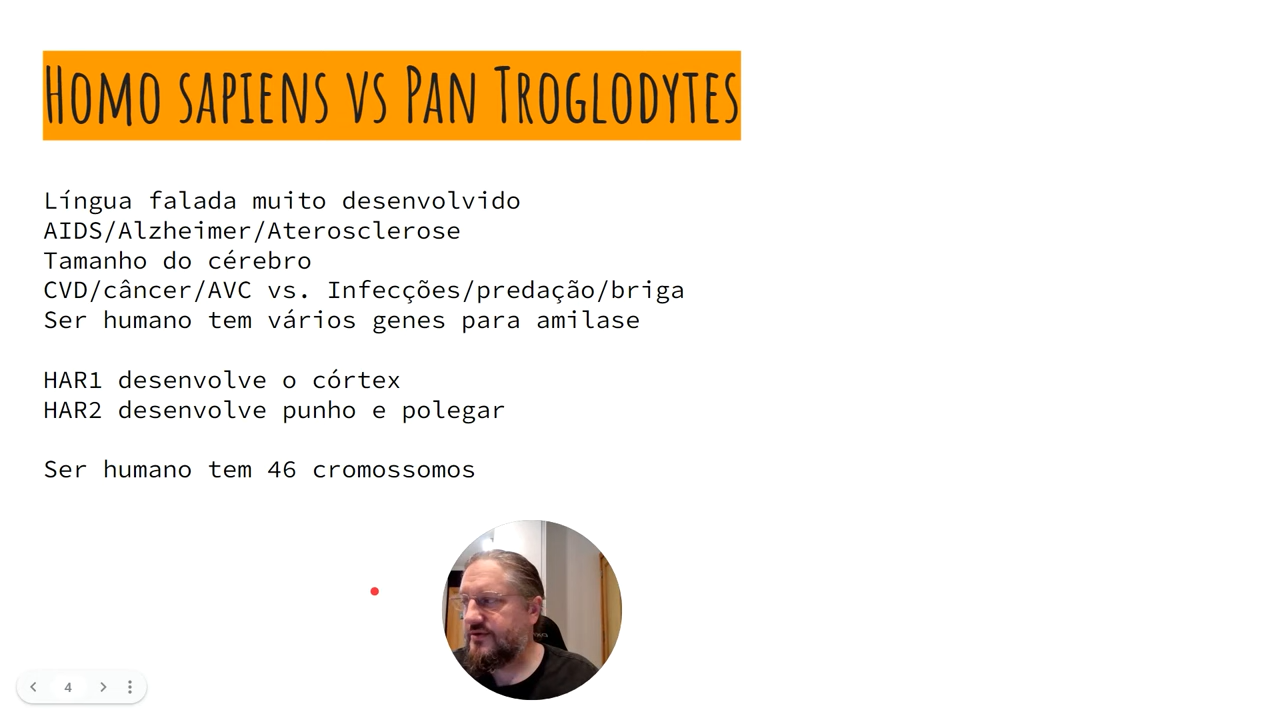 Homo sapiens vs Pan Troglodytes
Língua falada muito desenvolvido
AIDS/Alzheimer/Aterosclerose
Tamanho do cérebro
CVD/câncer/AVC vs. Infecções/predação/briga
Ser humano tem vários genes para amilase
HAR1 desenvolve o córtex
HAR2 desenvolve punho e polegar
Ser humano tem 46 cromossomos
4